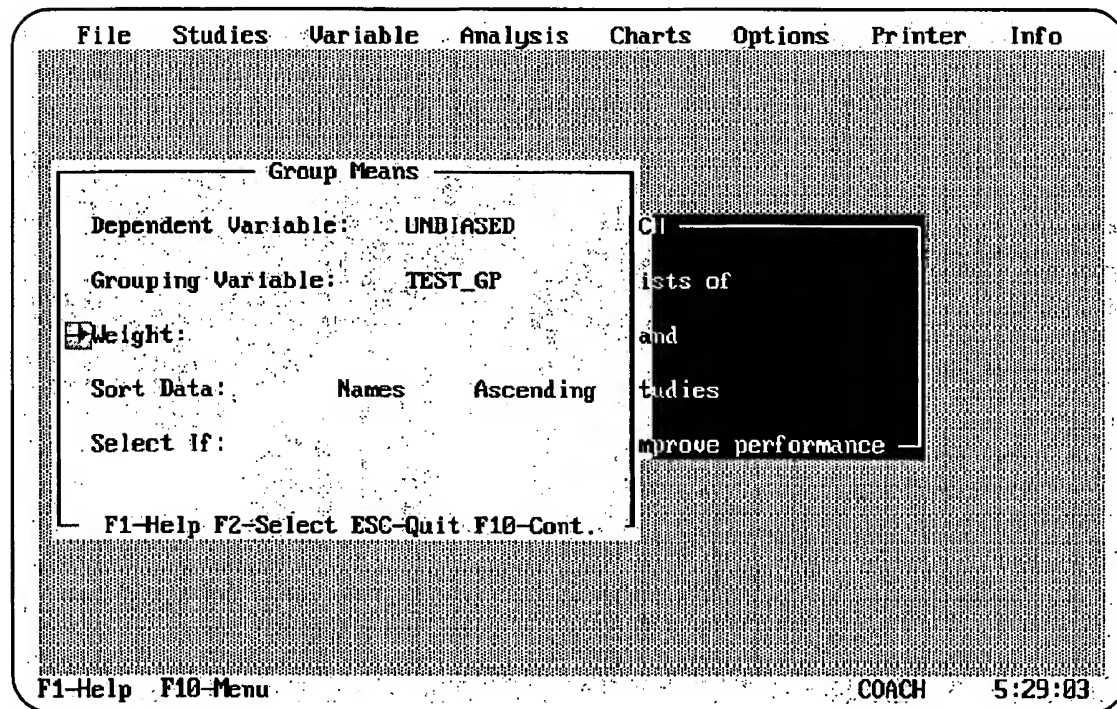 File Studies Variable Analysis Charts Options Printer Info
Group Means
Dependent Variable: UNBIASED
Grouping Variable: TEST_GP
Weight:
Sort Data: Names Ascending
Select If:
F1-Help F2-Select ESC-Quit F10-Cont.
CH
ists of
and
tudies
mprove performance
F1-Help F10-Menu COACH 5:29:03